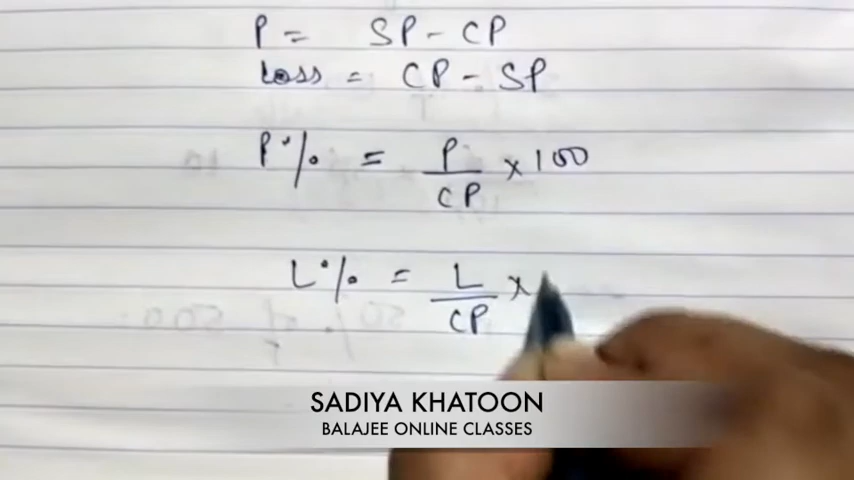 P = SP - CP
Loss = CP - SP
P% = P/CP × 100
L% = L/CP ×
SADIYA KHATOON
BALAJEE ONLINE CLASSES